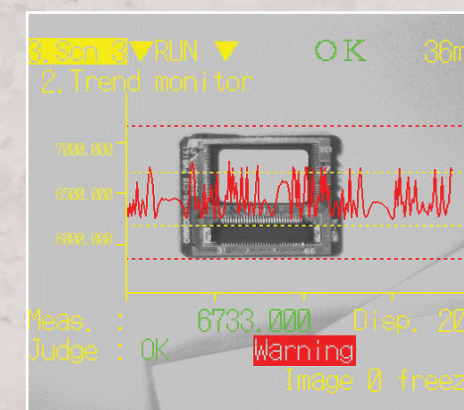 3.Scn 3▼RUN ▼ OK 36m
2.Trend monitor
7000.000
6500.000
6000.000
Meas. : 6733.000 Disp. 20
Judge : OK Warning
Image 0 freez